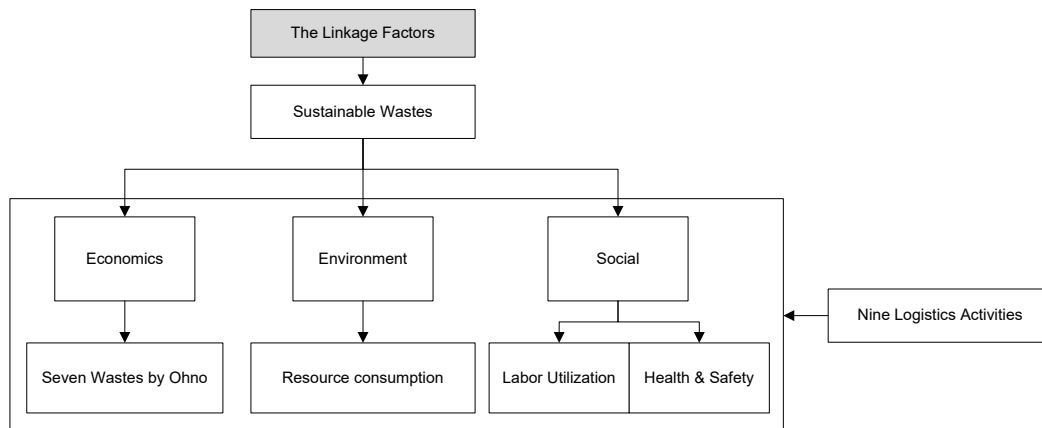 The Linkage Factors
Sustainable Wastes
Economics
Environment
Social
Nine Logistics Activities
Seven Wastes by Ohno
Resource consumption
Labor Utilization
Health & Safety